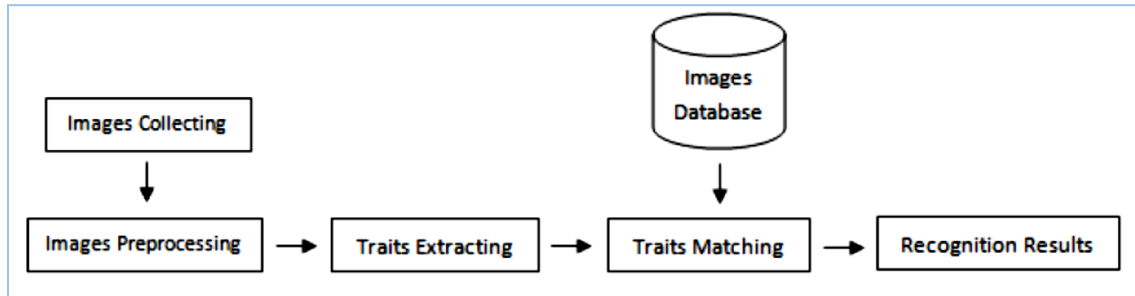 Images
Database
Images Collecting
Images Preprocessing
Traits Extracting
Traits Matching
Recognition Results